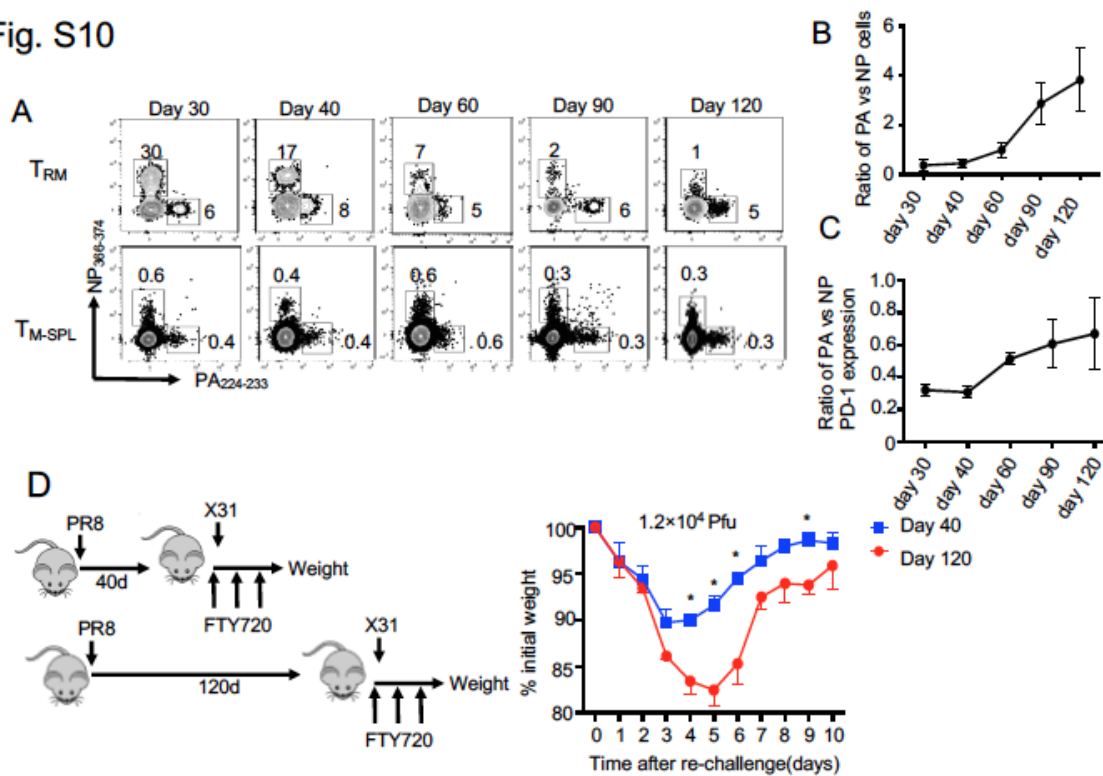 Fig. S10
A
Day 30 Day 40 Day 60 Day 90 Day 120
TRM
30 17 7 2 1
6 8 5 6 5
NP366-374
TM-SPL
0.6 0.4 0.6 0.3 0.3
0.4 0.4 0.6 0.3 0.3
PA224-233
B
Ratio of PA vs NP cells
6
4
2
0
day 30 day 40 day 60 day 90 day 120
C
Ratio of PA vs NP
PD-1 expression
1.0
0.8
0.6
0.4
0.2
0
day 30 day 40 day 60 day 90 day 120
D
PR8
X31
40d
Weight
FTY720
PR8
X31
120d
Weight
FTY720
1.2×10⁴ Pfu
Day 40
Day 120
% initial weight
100
95
90
85
80
* * * *
0 1 2 3 4 5 6 7 8 9 10
Time after re-challenge(days)